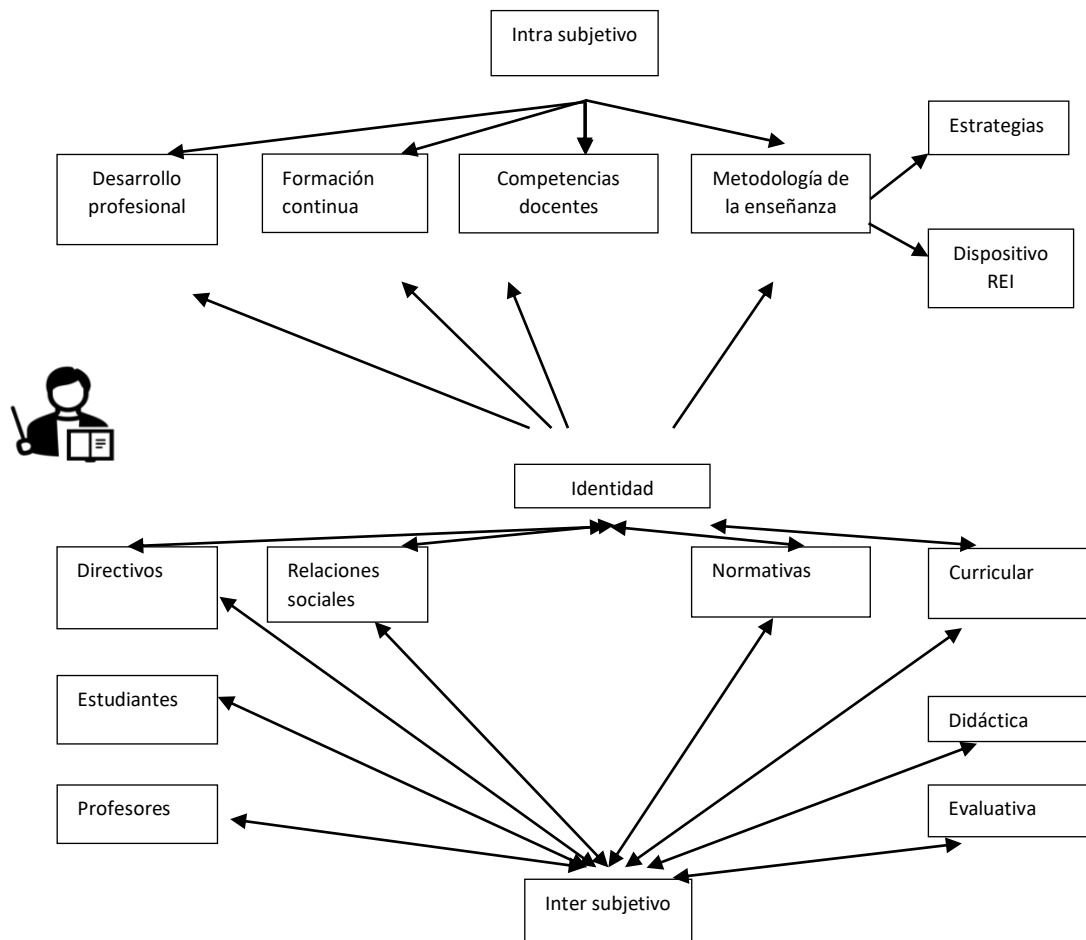 Intra subjetivo
Estrategias
Desarrollo
profesional
Formación
continua
Competencias
docentes
Metodología de
la enseñanza
Dispositivo
REI
Identidad
Directivos
Relaciones
sociales
Normativas
Curricular
Estudiantes
Didáctica
Profesores
Evaluativa
Inter subjetivo